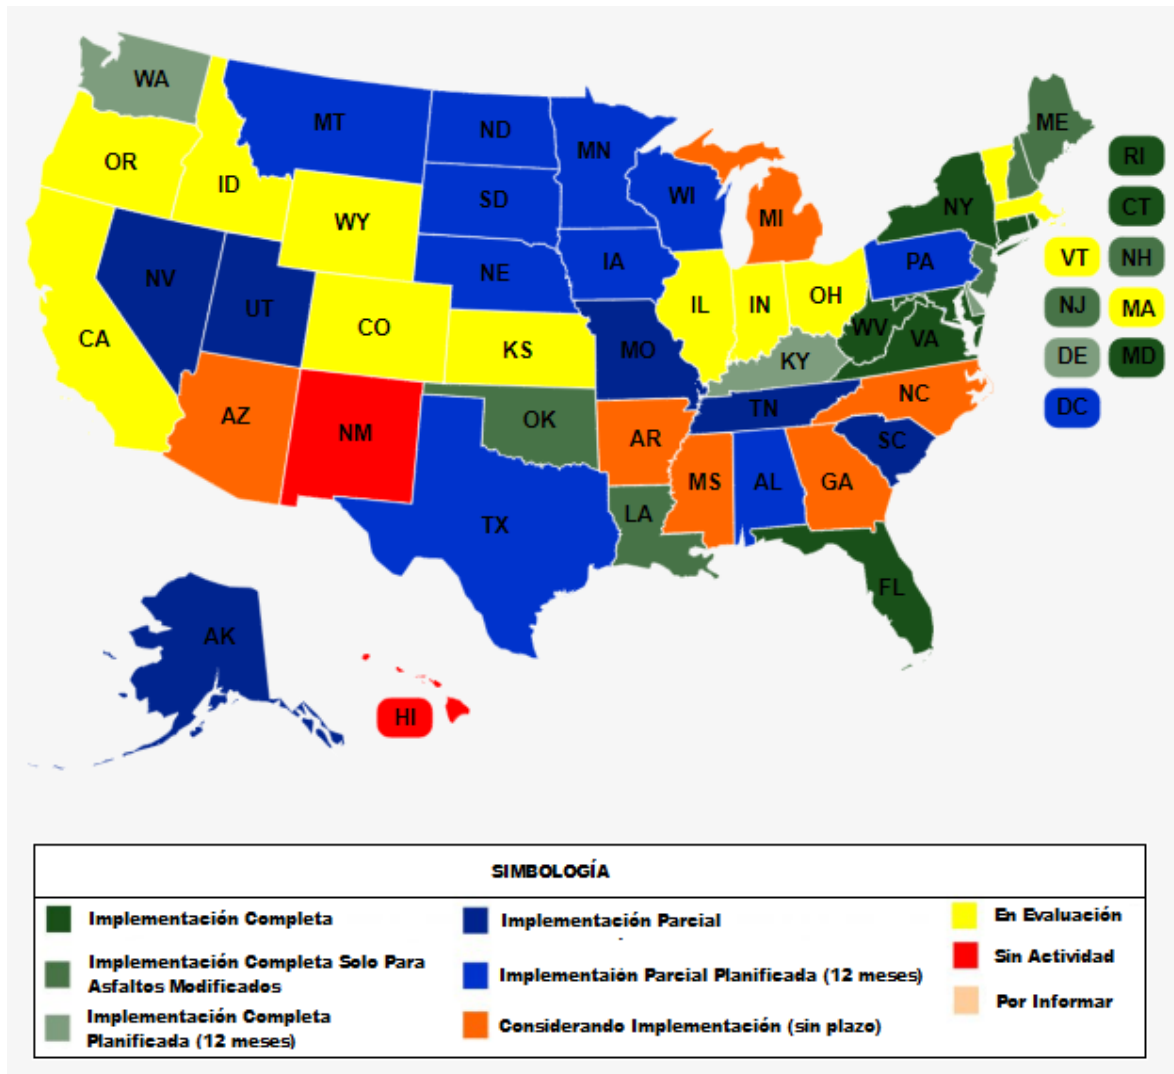 WA
MT
ND
MN
ME
OR
ID
SD
WI
RI
WY
MI
NY
CT
NV
UT
NE
IA
PA
VT
NH
CA
CO
IL
IN
OH
NJ
MA
KS
MO
WV
VA
KY
DE
MD
AZ
NM
OK
AR
TN
NC
DC
TX
LA
MS
AL
GA
SC
FL
AK
HI
SIMBOLOGÍA
Implementación Completa
Implementación Completa Solo Para
Asfaltos Modificados
Implementación Completa
Planificada (12 meses)
Implementación Parcial
Implementaión Parcial Planificada (12 meses)
Considerando Implementación (sin plazo)
En Evaluación
Sin Actividad
Por Informar